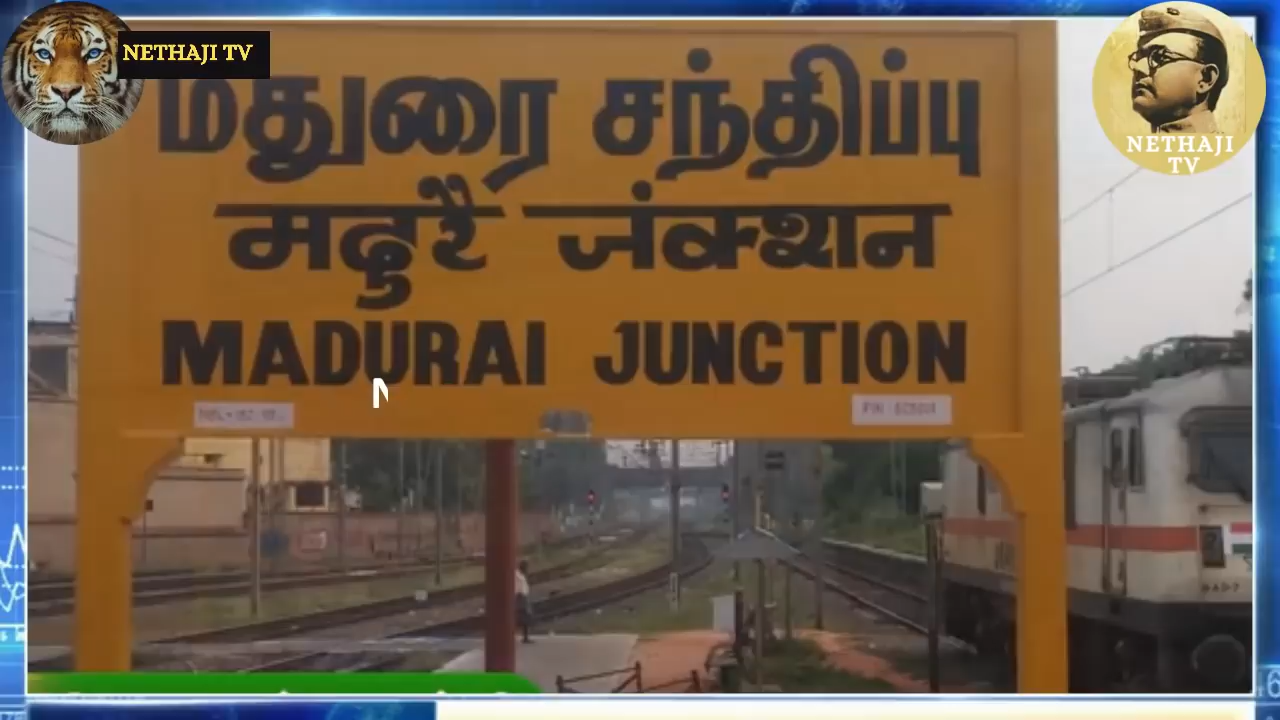 NETHAJI TV
மதுரை சந்திப்பு
मदुरै जंक्शन
MADURAI JUNCTION
NETHAJI
TV